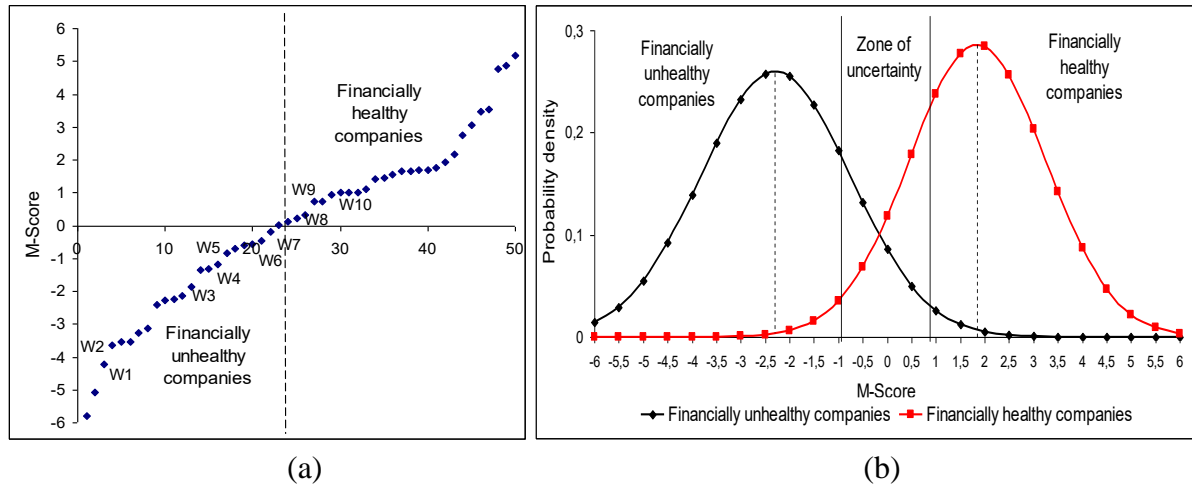 6
5
4
3
2
1
0
-1
-2
-3
-4
-5
-6
M-Score
0
10
20
30
40
50
Financially
healthy
companies
Financially
unhealthy
companies
W1
W2
W3
W4
W5
W6
W7
W8
W9
W10
(a)
0,3
0,2
0,1
0
Probability density
Financially
unhealthy
companies
Zone of
uncertainty
Financially
healthy
companies
-6 -5,5 -5 -4,5 -4 -3,5 -3 -2,5 -2 -1,5 -1 -0,5 0 0,5 1 1,5 2 2,5 3 3,5 4 4,5 5 5,5 6
M-Score
Financially unhealthy companies
Financially healthy companies
(b)